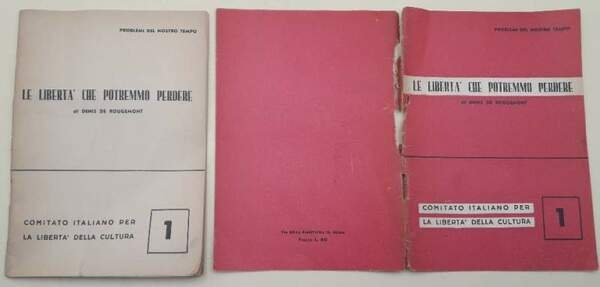 PROBLEMI DEL NOSTRO TEMPO
LE LIBERTA' CHE POTREMMO PERDERE
di DENIS DE ROUGEMONT
COMITATO ITALIANO PER
LA LIBERTA' DELLA CULTURA
1
PROBLEMI DEL NOSTRO TEMPO
LE LIBERTA' CHE POTREMMO PERDERE
di DENIS DE ROUGEMONT
COMITATO ITALIANO PER
LA LIBERTA' DELLA CULTURA
1